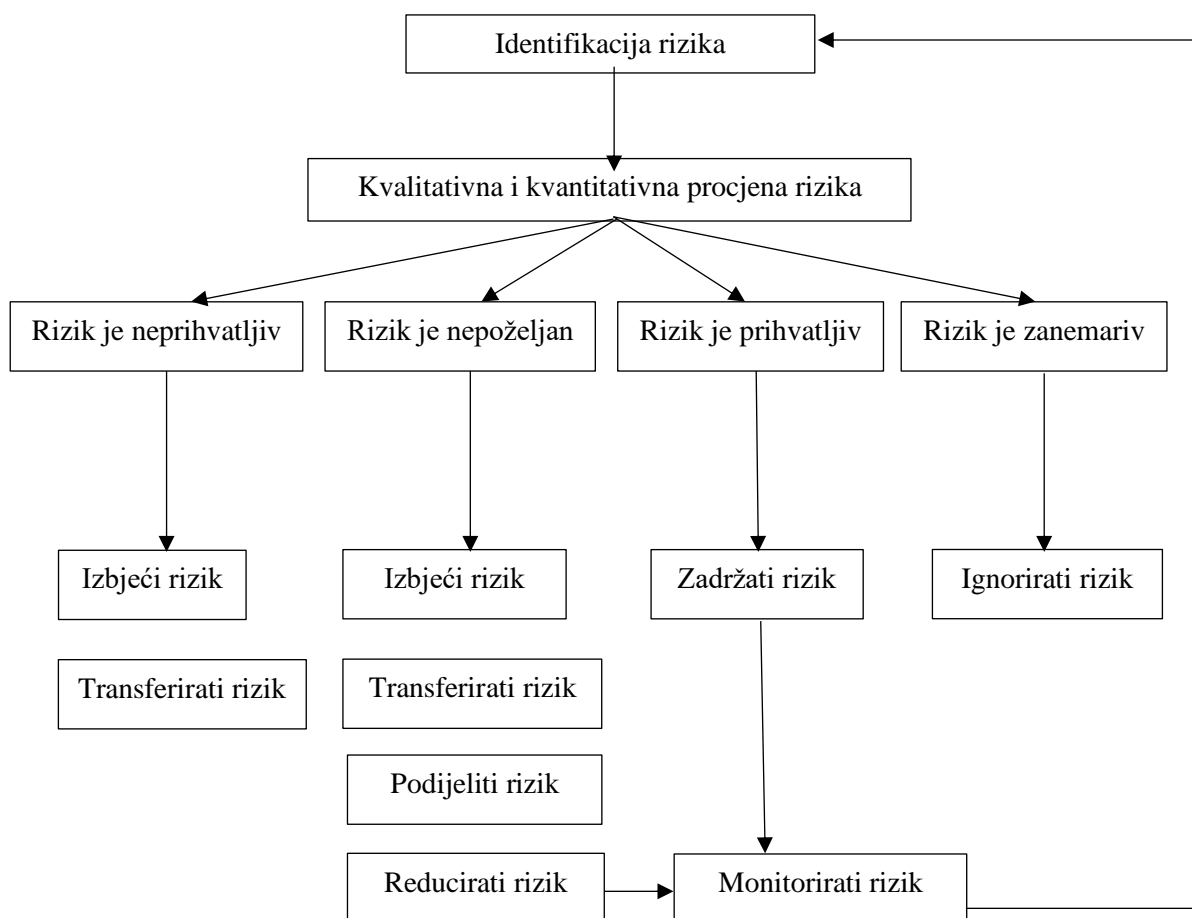 Identifikacija rizika
Kvalitativna i kvantitativna procjena rizika
Rizik je neprihvatljiv
Rizik je nepoželjan
Rizik je prihvatljiv
Rizik je zanemariv
Izbjeći rizik
Izbjeći rizik
Zadržati rizik
Ignorirati rizik
Transferirati rizik
Transferirati rizik
Podijeliti rizik
Reducirati rizik
Monitorirati rizik